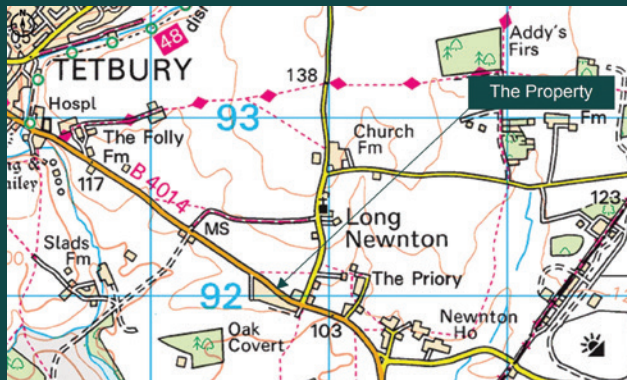 48
TETBURY
138
Addy's
Firs
The Property
Hospl
93
Fm
The Folly
Fm
Church
Fm
117
B 4014
123
MS
Long
Newnton
Slads
Fm
The Priory
92
103
Newnton
Ho
Oak
Covert